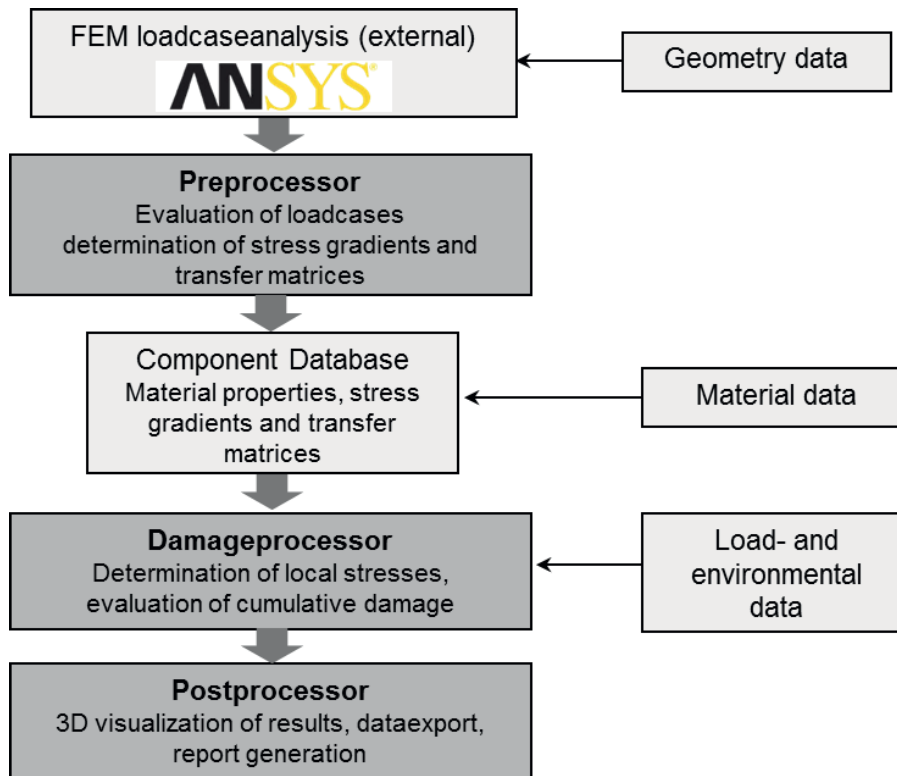 FEM loadcaseanalysis (external)
ANSYS®
Geometry data
Preprocessor
Evaluation of loadcases
determination of stress gradients and
transfer matrices
Component Database
Material properties, stress
gradients and transfer
matrices
Material data
Damageprocessor
Determination of local stresses,
evaluation of cumulative damage
Load- and
environmental
data
Postprocessor
3D visualization of results, dataexport,
report generation